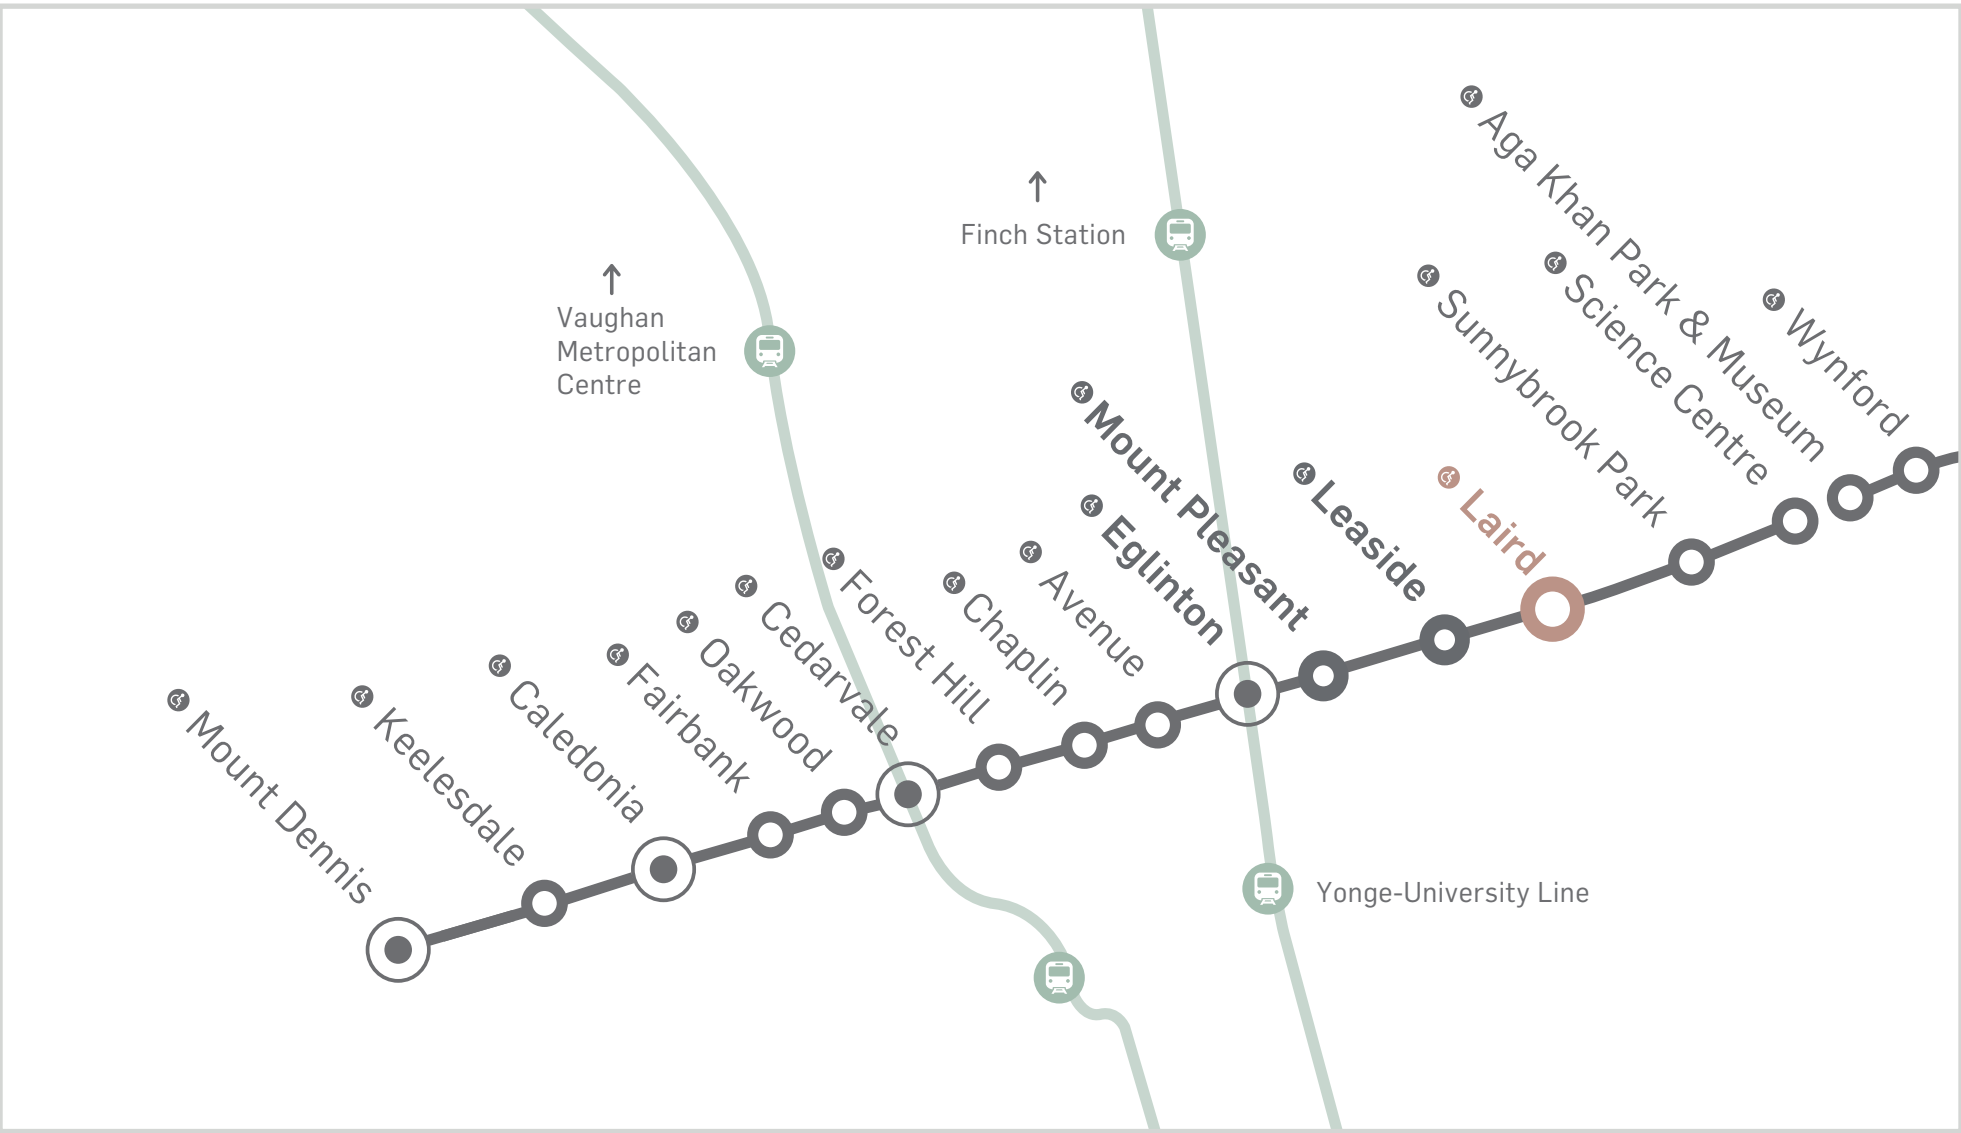 Aga Khan Park & Museum
Finch Station
Science Centre
Sunnybrook Park
Wynford
Vaughan
Metropolitan
Centre
Mount Pleasant
Leaside
Laird
Eglinton
Avenue
Forest Hill
Chaplin
Cedarvale
Oakwood
Fairbank
Caledonia
Keelesdale
Mount Dennis
Yonge-University Line